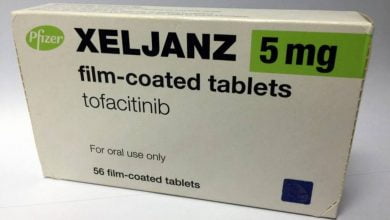 Pfizer
XELJANZ 5 mg
film-coated tablets
tofacitinib
For oral use only
56 film-coated tablets